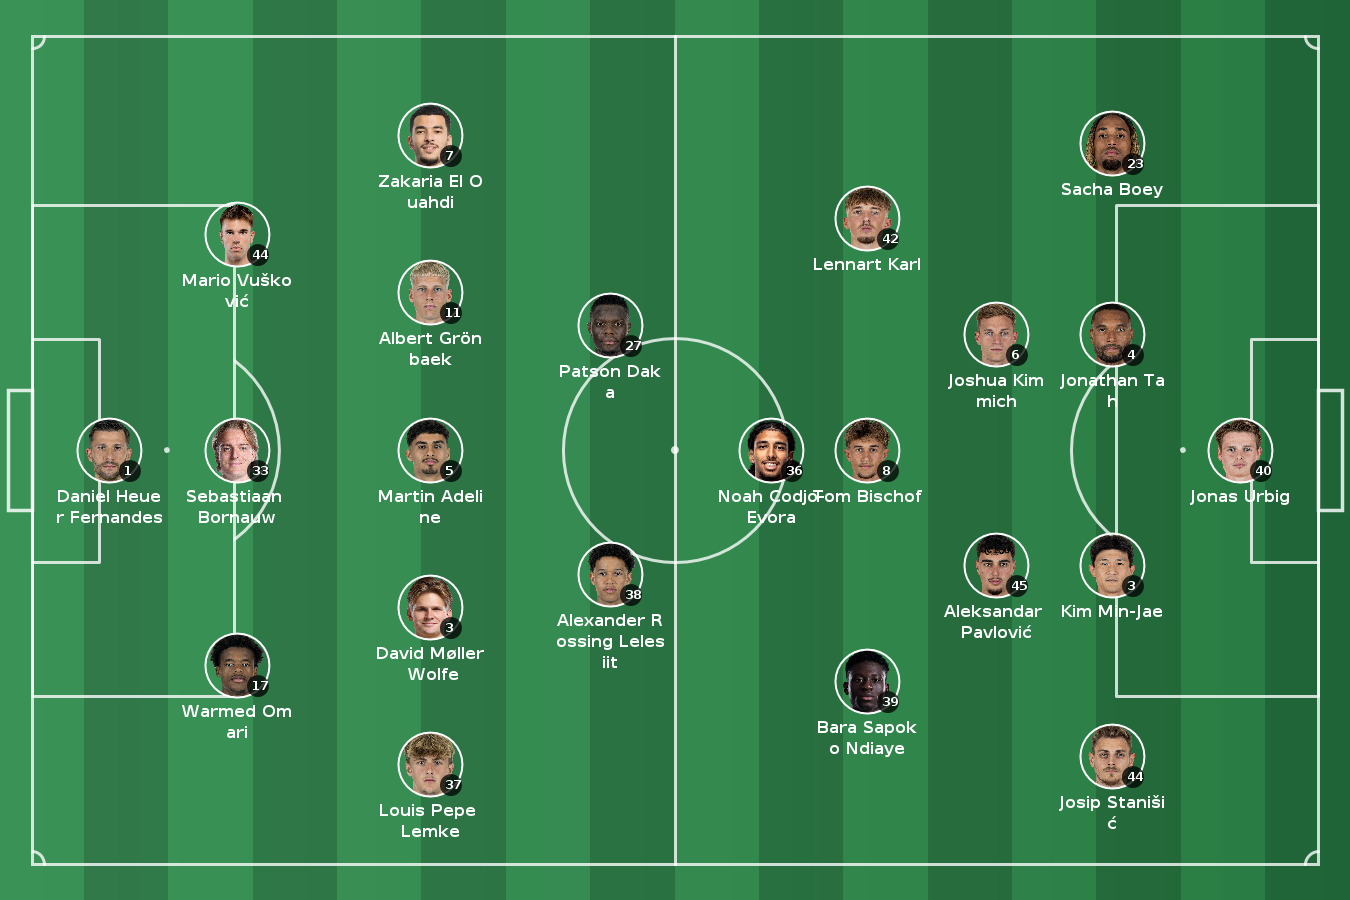 7
Zakaria El O
uahdi
44
Mario Vuško
vić
11
Albert Grön
baek
27
Patson Dak
a
1
Daniel Heue
r Fernandes
33
Sebastiaan
Bornauw
5
Martin Adeli
ne
38
Alexander R
ossing Leles
iit
3
David Møller
Wolfe
17
Warmed Om
ari
37
Louis Pepe
Lemke
23
Sacha Boey
42
Lennart Karl
6
Joshua Kim
mich
4
Jonathan Ta
h
36
Noah Codjo
Evora
8
Tom Bischof
40
Jonas Urbig
45
Aleksandar
Pavlović
3
Kim Min-Jae
39
Bara Sapok
o Ndiaye
44
Josip Staniši
ć